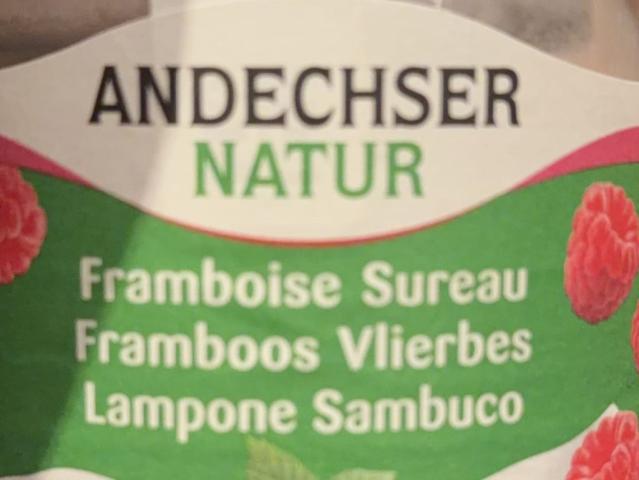 ANDECHSER
NATUR
Framboise Sureau
Framboos Vlierbes
Lampone Sambuco